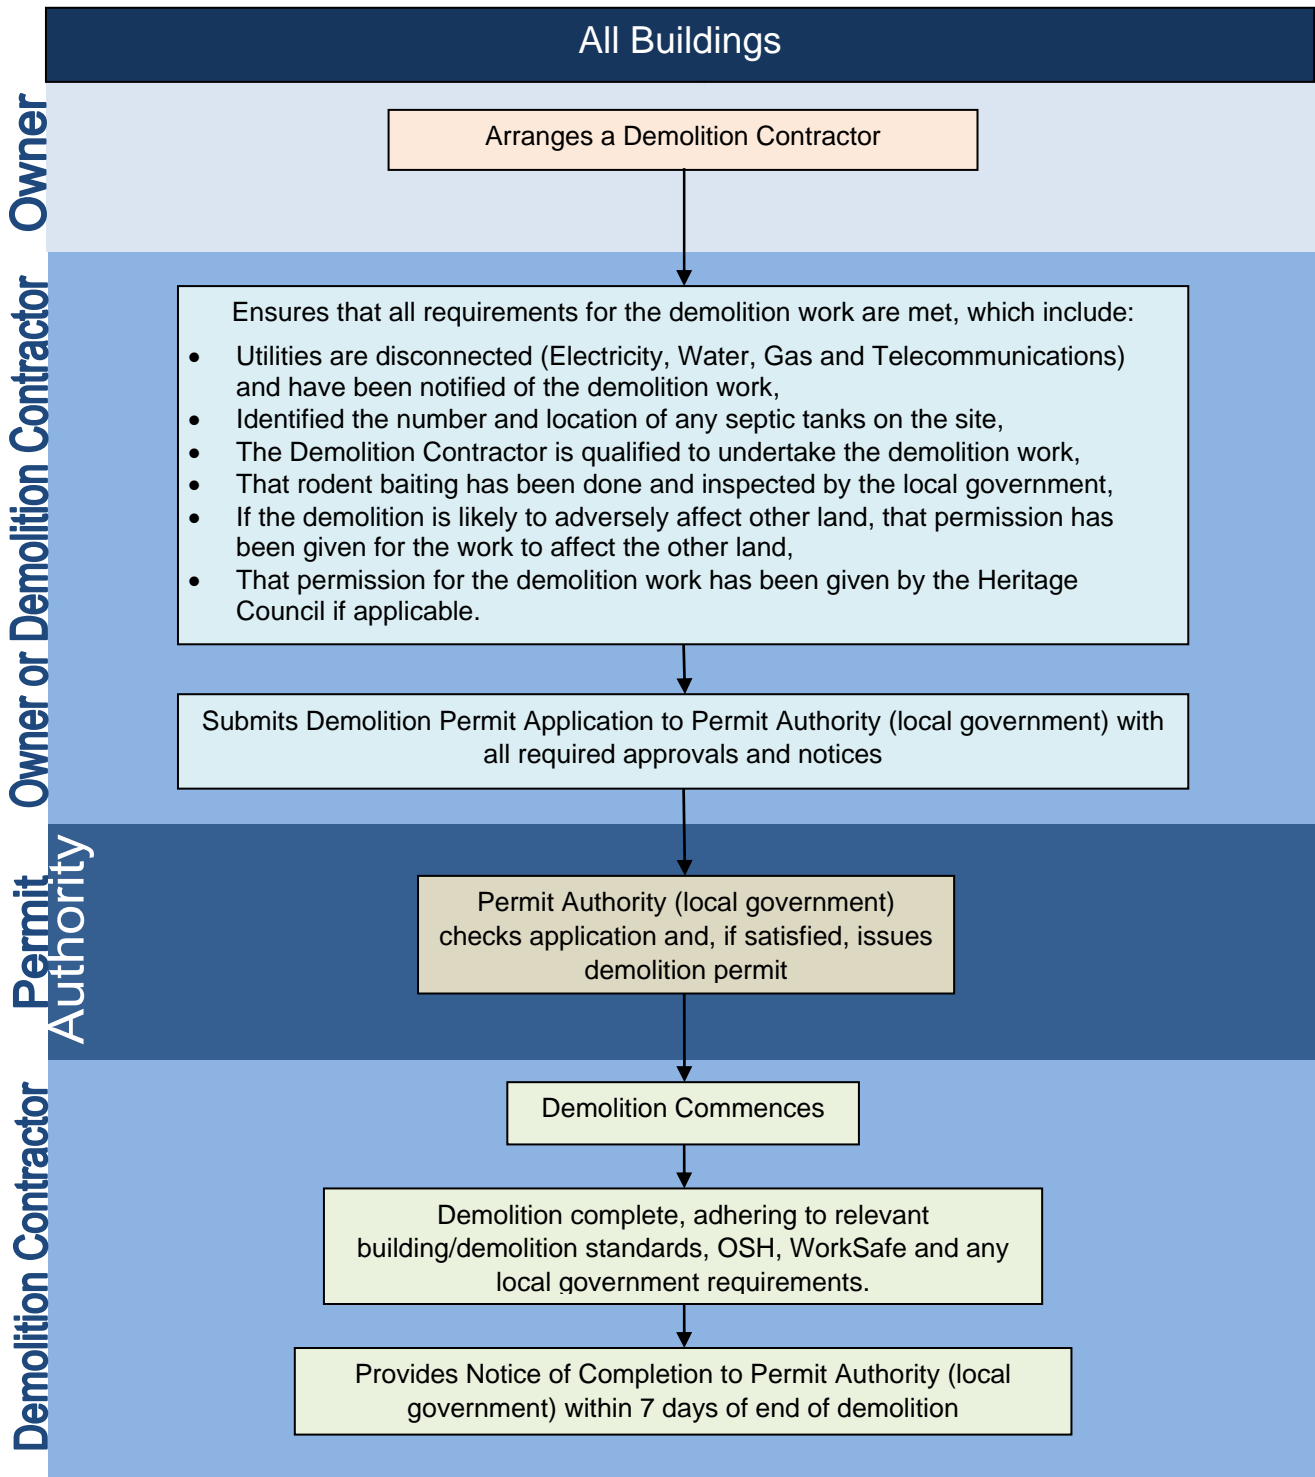 All Buildings
Owner
Arranges a Demolition Contractor
Owner or Demolition Contractor
Ensures that all requirements for the demolition work are met, which include:
• Utilities are disconnected (Electricity, Water, Gas and Telecommunications)
and have been notified of the demolition work,
• Identified the number and location of any septic tanks on the site,
• The Demolition Contractor is qualified to undertake the demolition work,
• That rodent baiting has been done and inspected by the local government,
• If the demolition is likely to adversely affect other land, that permission has
been given for the work to affect the other land,
• That permission for the demolition work has been given by the Heritage
Council if applicable.
Submits Demolition Permit Application to Permit Authority (local government) with
all required approvals and notices
Permit
Authority
Permit Authority (local government)
checks application and, if satisfied, issues
demolition permit
Demolition Contractor
Demolition Commences
Demolition complete, adhering to relevant
building/demolition standards, OSH, WorkSafe and any
local government requirements.
Provides Notice of Completion to Permit Authority (local
government) within 7 days of end of demolition